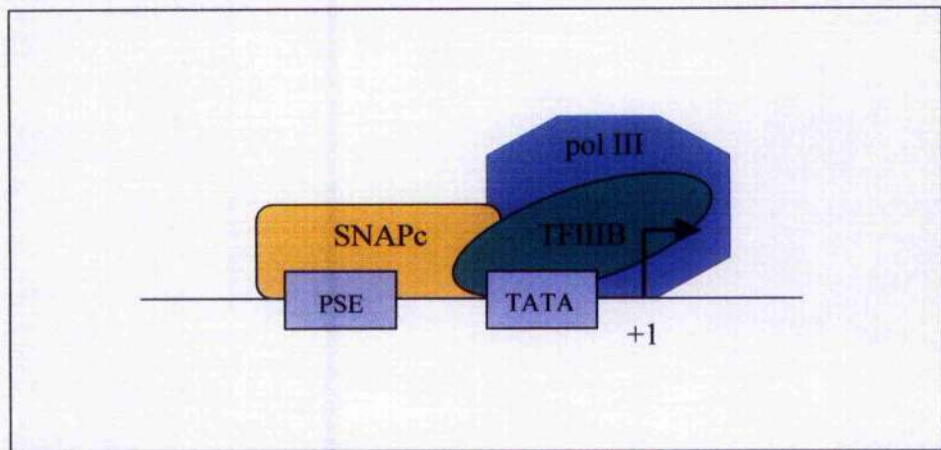 pol III
SNAPc
TFIIIB
PSE
TATA
+1